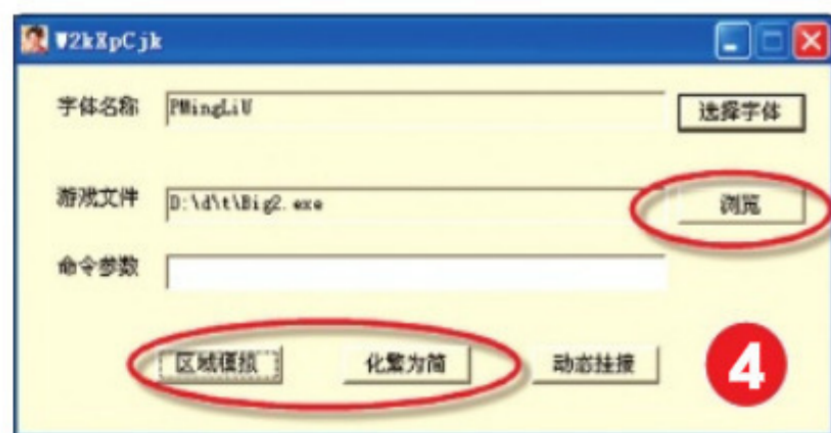 W2kXpCjk
字体名称 PMingLiU 选择字体
游戏文件 D:\d\t\Big2.exe 浏览
命令参数
区域模拟 化繁为简 动态挂接
4